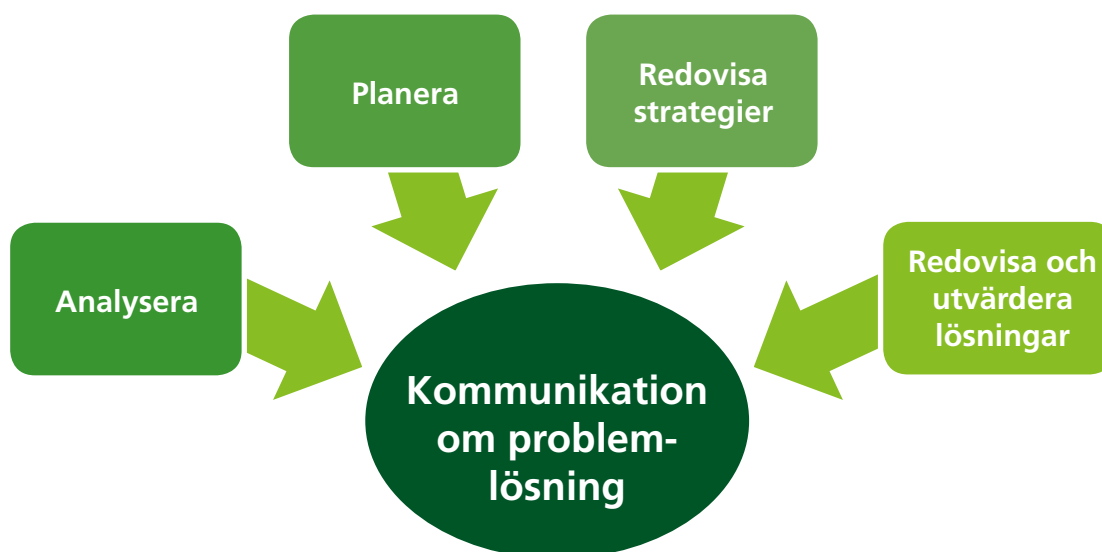 Planera
Redovisa
strategier
Analysera
Redovisa och
utvärdera
lösningar
Kommunikation
om problem-
lösning